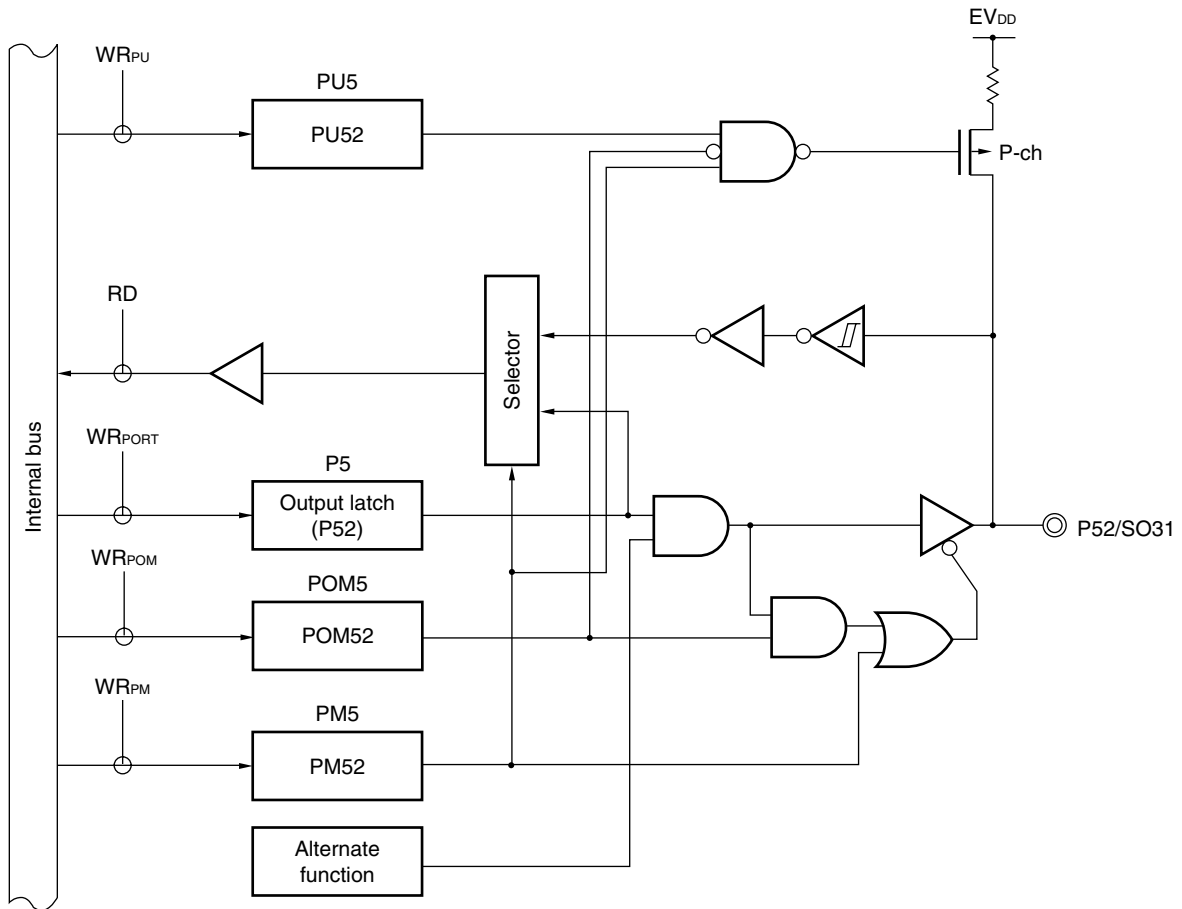 EVDD
WRPU
PU5
PU52
P-ch
RD
Selector
Internal bus
WRPORT
P5
Output latch
(P52)
P52/SO31
WRPOM
POM5
POM52
WRPM
PM5
PM52
Alternate
function